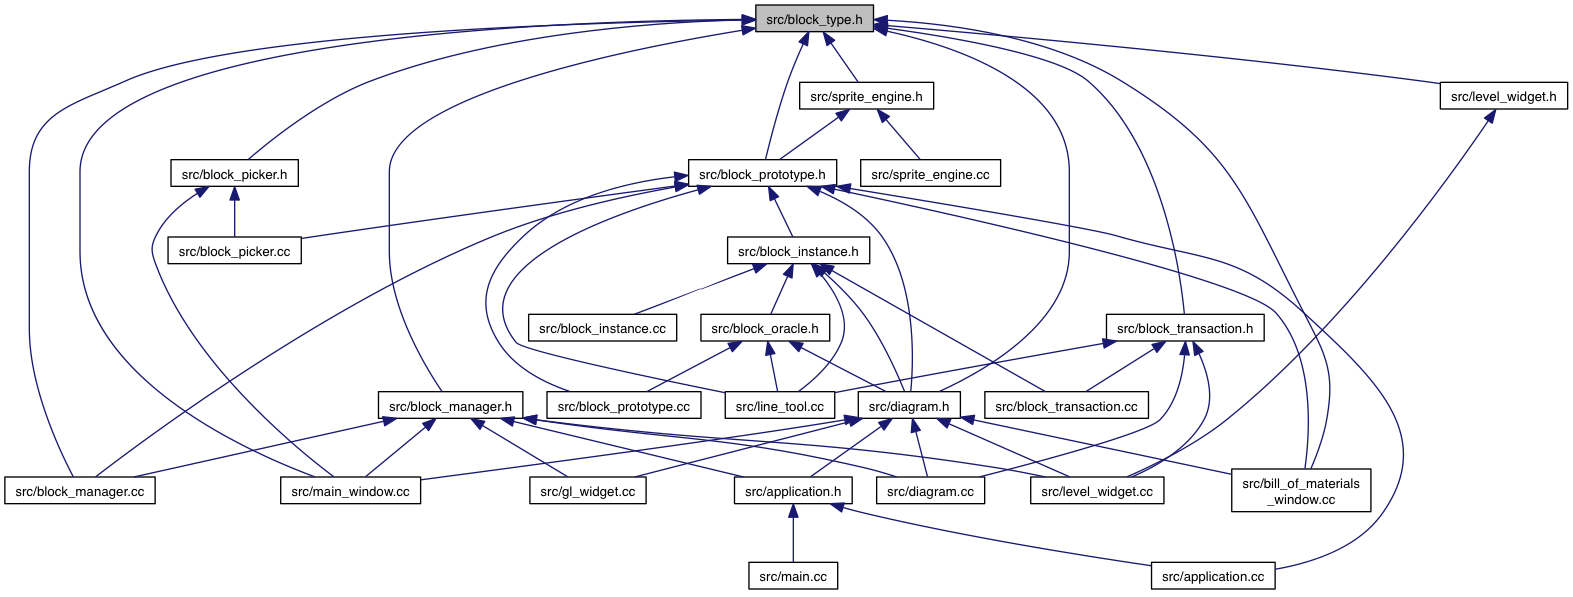 src/block_type.h
src/sprite_engine.h
src/level_widget.h
src/block_picker.h
src/block_prototype.h
src/sprite_engine.cc
src/block_picker.cc
src/block_instance.h
src/block_instance.cc
src/block_oracle.h
src/block_transaction.h
src/block_manager.h
src/block_prototype.cc
src/line_tool.cc
src/diagram.h
src/block_transaction.cc
src/block_manager.cc
src/main_window.cc
src/gl_widget.cc
src/application.h
src/diagram.cc
src/level_widget.cc
src/bill_of_materials
_window.cc
src/main.cc
src/application.cc